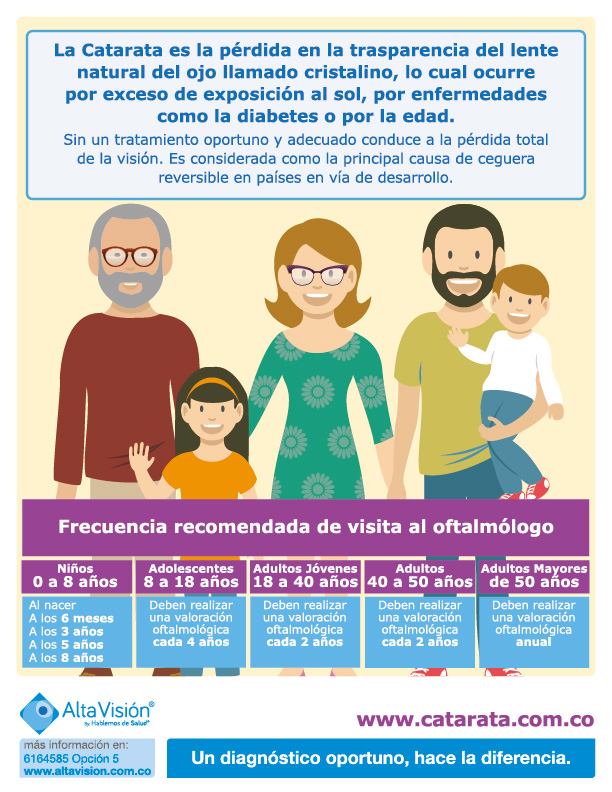 La Catarata es la pérdida en la trasparencia del lente
natural del ojo llamado cristalino, lo cual ocurre
por exceso de exposición al sol, por enfermedades
como la diabetes o por la edad.
Sin un tratamiento oportuno y adecuado conduce a la pérdida total
de la visión. Es considerada como la principal causa de ceguera
reversible en países en vía de desarrollo.
Frecuencia recomendada de visita al oftalmólogo
Niños
0 a 8 años
Al nacer
A los 6 meses
A los 3 años
A los 5 años
A los 8 años
Adolescentes
8 a 18 años
Deben realizar
una valoración
oftalmológica
cada 4 años
Adultos Jóvenes
18 a 40 años
Deben realizar
una valoración
oftalmológica
cada 2 años
Adultos
40 a 50 años
Deben realizar
una valoración
oftalmológica
cada 2 años
Adultos Mayores
de 50 años
Deben realizar
una valoración
oftalmológica
anual
AltaVisión®
By Hablemos de Salud®
www.catarata.com.co
más información en:
6164585 Opción 5
www.altavision.com.co
Un diagnóstico oportuno, hace la diferencia.